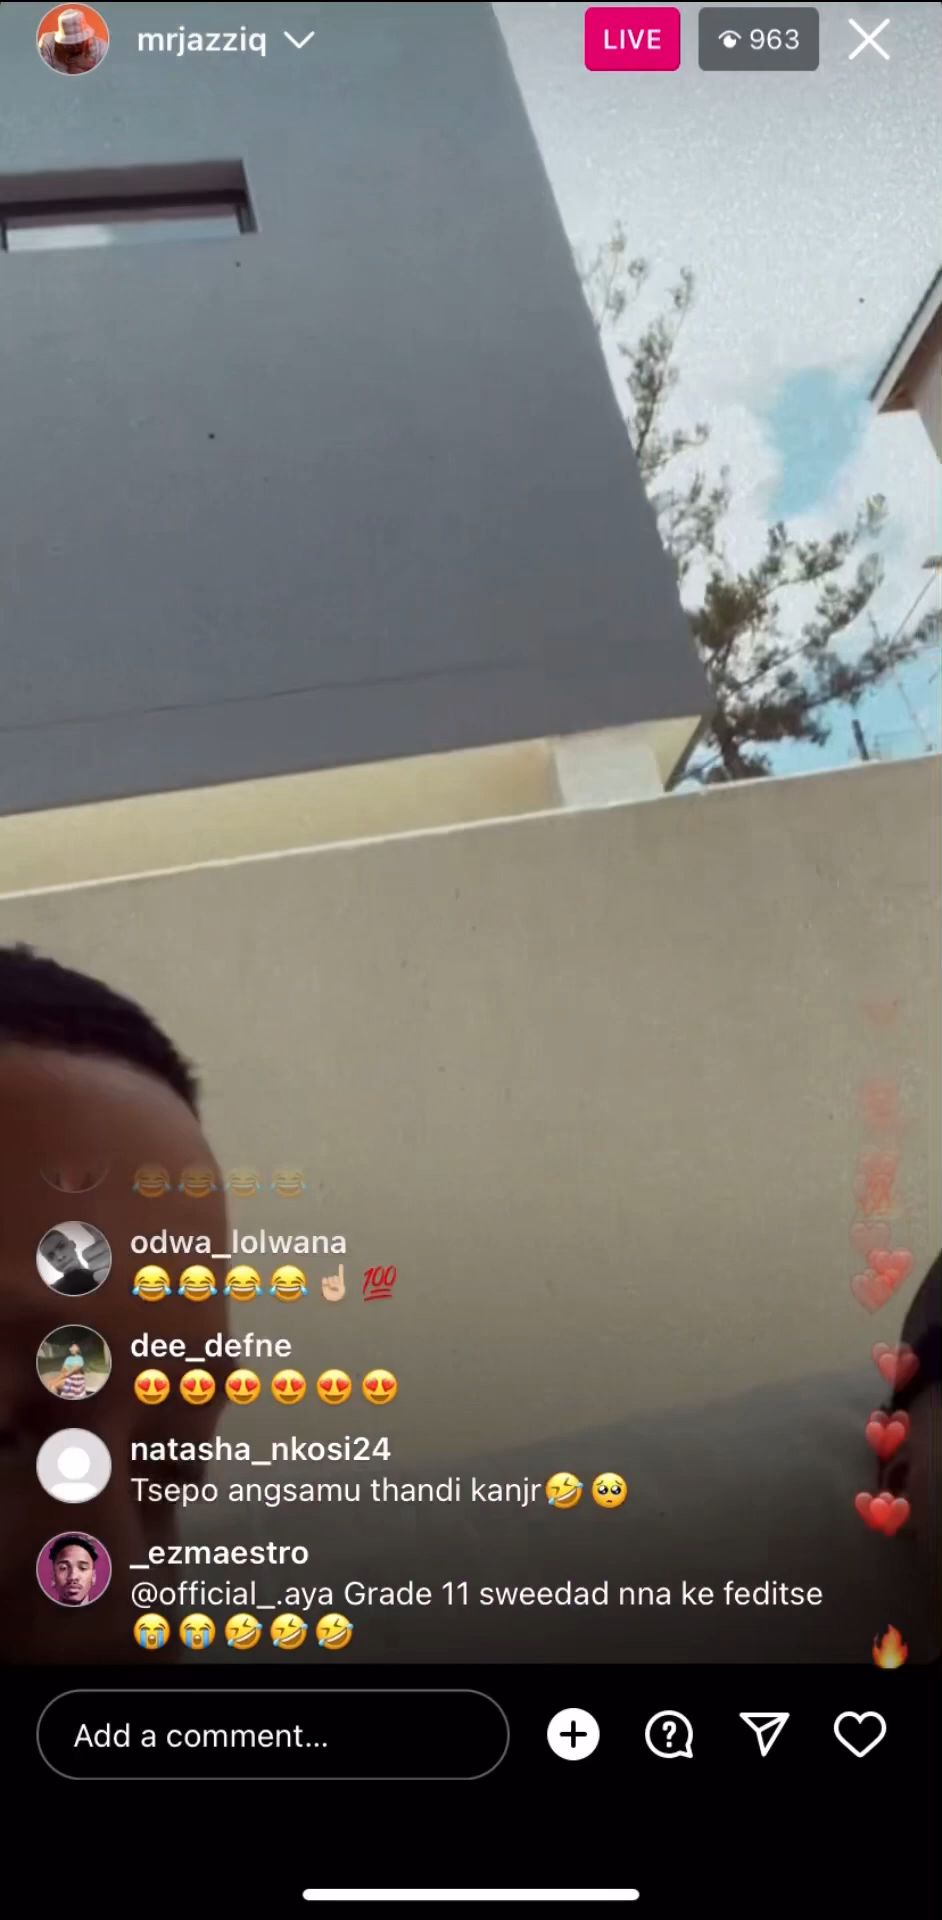 mrjazziq
LIVE
963
😂😂😂😂
odwa_lolwana
😂😂😂😂☝🏼💯
dee_defne
😍😍😍😍😍😍
natasha_nkosi24
Tsepo angsamu thandi kanjr🤣🥺
_ezmaestro
@official_.aya Grade 11 sweedad nna ke feditse
😭😭🤣🤣🤣
Add a comment...